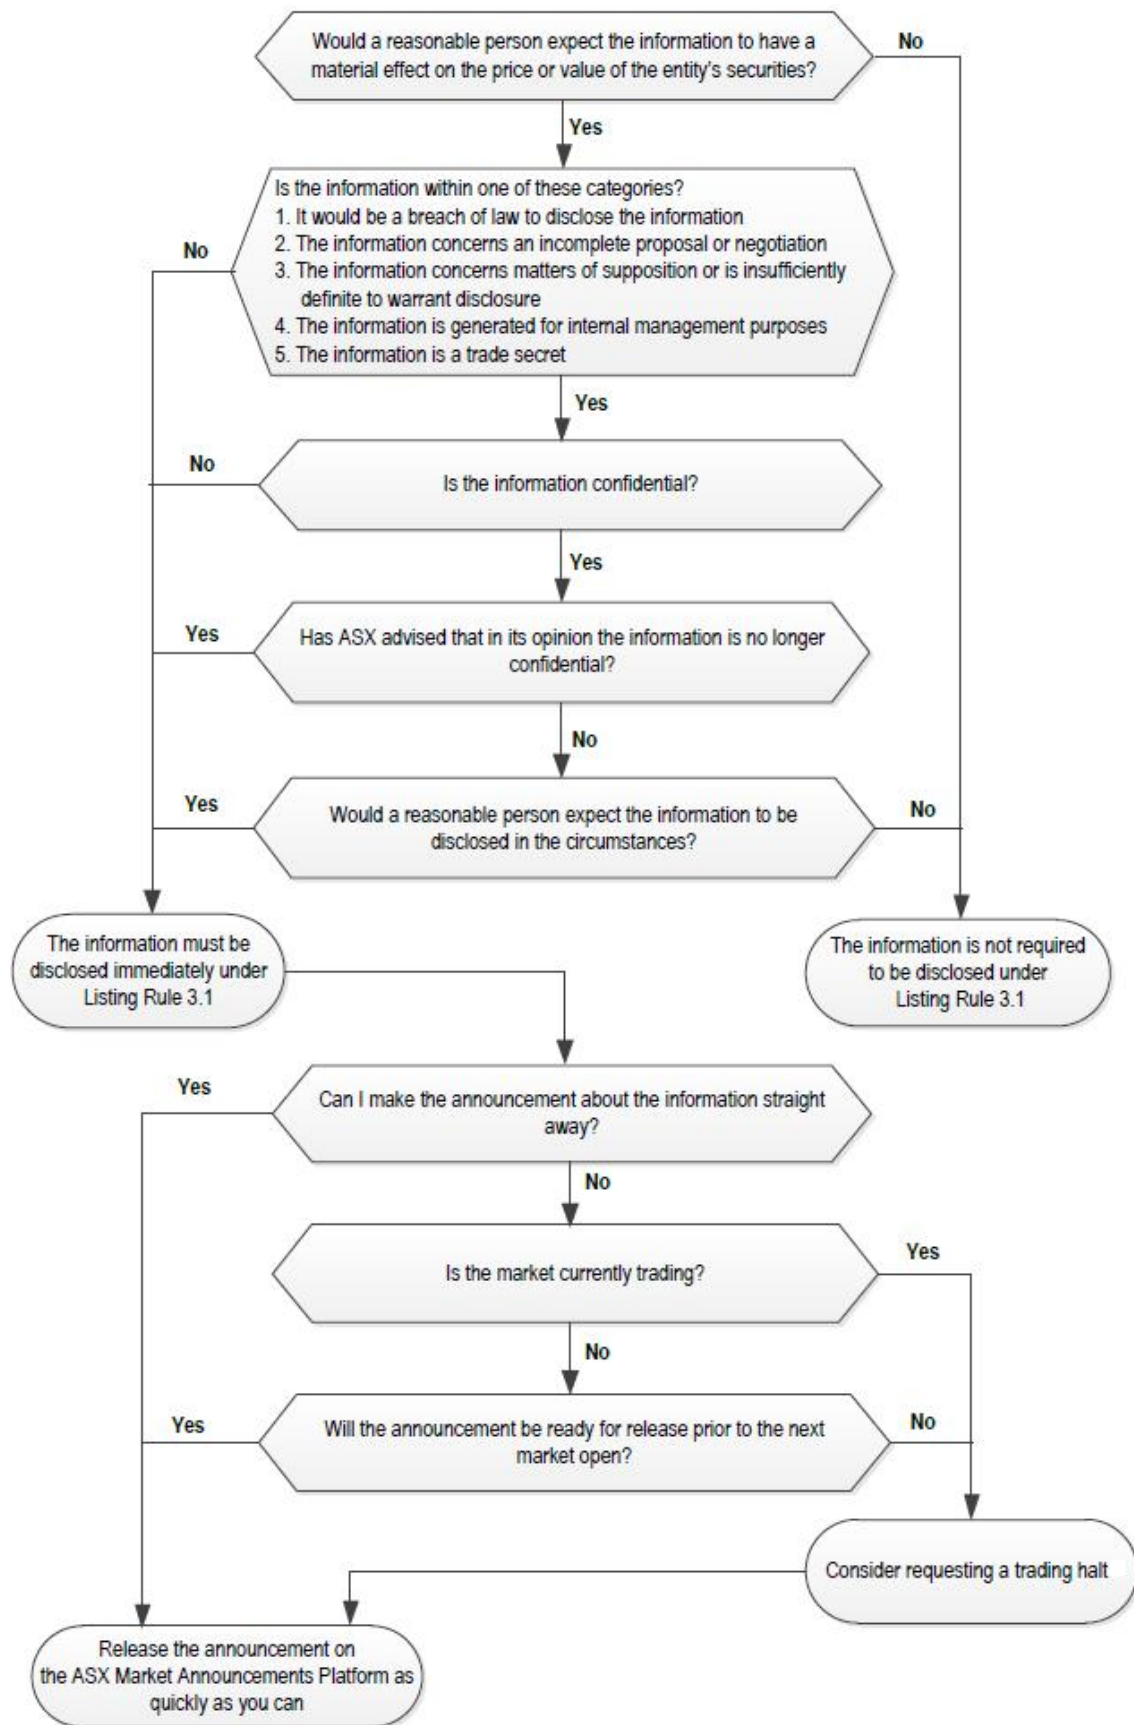 Would a reasonable person expect the information to have a
material effect on the price or value of the entity's securities?
No
Yes
Is the information within one of these categories?
1. It would be a breach of law to disclose the information
2. The information concerns an incomplete proposal or negotiation
3. The information concerns matters of supposition or is insufficiently
definite to warrant disclosure
4. The information is generated for internal management purposes
5. The information is a trade secret
No
Yes
No
Is the information confidential?
Yes
Yes
Has ASX advised that in its opinion the information is no longer
confidential?
No
Yes
Would a reasonable person expect the information to be
disclosed in the circumstances?
No
The information must be
disclosed immediately under
Listing Rule 3.1
The information is not required
to be disclosed under
Listing Rule 3.1
Yes
Can I make the announcement about the information straight
away?
No
Is the market currently trading?
Yes
No
Yes
Will the announcement be ready for release prior to the next
market open?
No
Consider requesting a trading halt
Release the announcement on
the ASX Market Announcements Platform as
quickly as you can